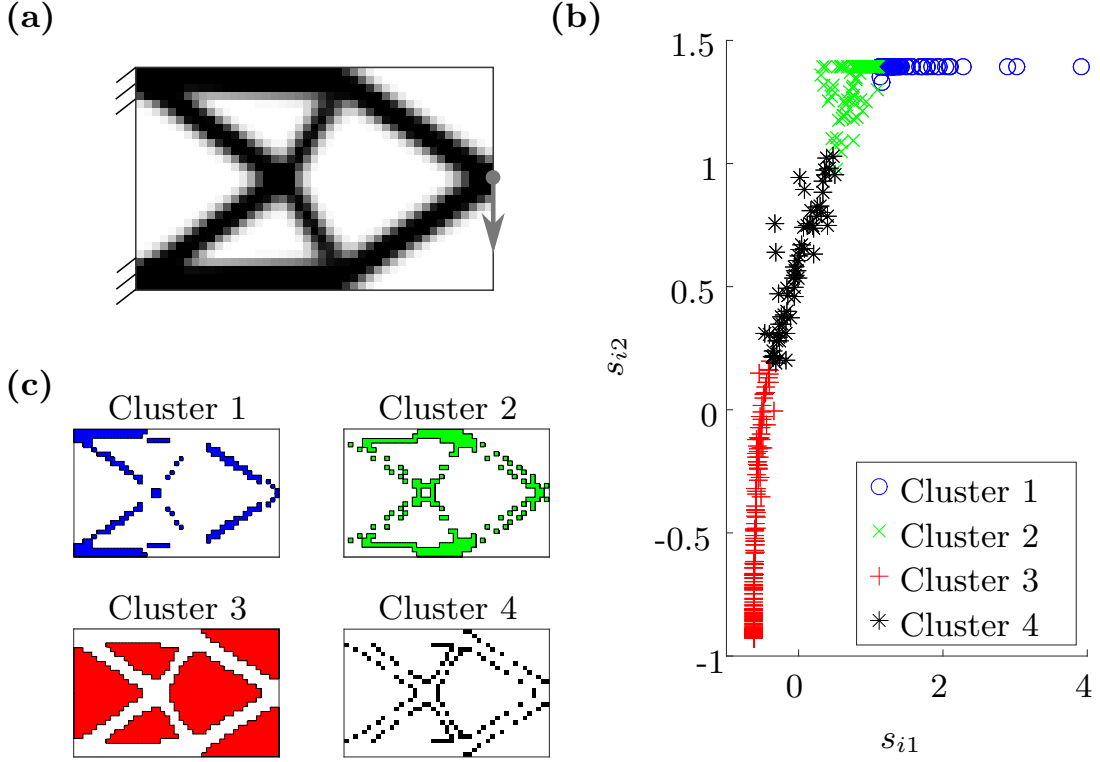 (a)
(b)
1.5
1
0.5
0
-0.5
-1
0
2
4
s_{i2}
s_{i1}
Cluster 1
Cluster 2
Cluster 3
Cluster 4
(c)
Cluster 1
Cluster 2
Cluster 3
Cluster 4